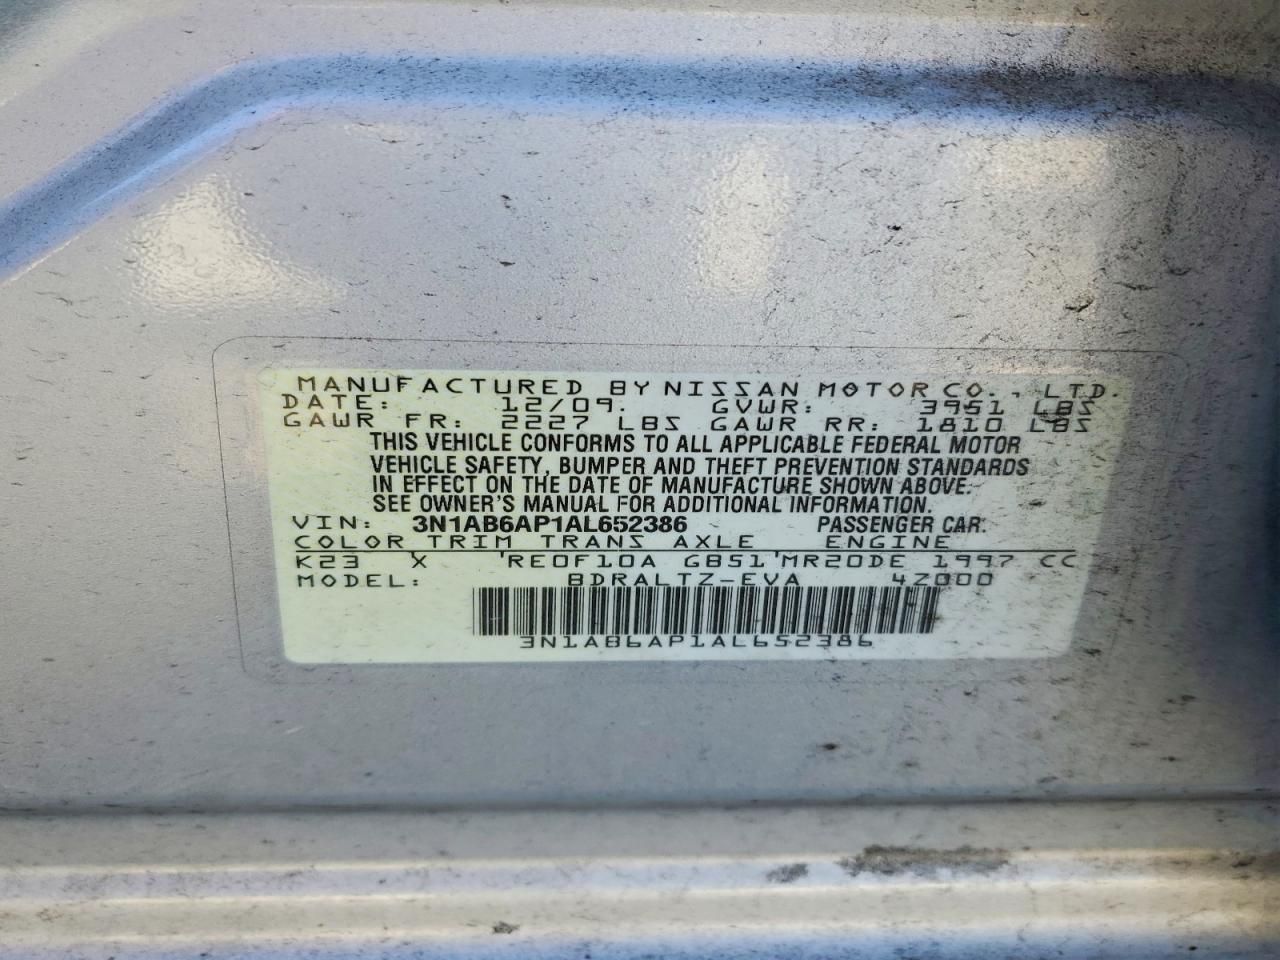 MANUFACTURED BY NISSAN MOTOR CO., LTD.
DATE: 12/09. GVWR: 3951 LBS
GAWR FR: 2227 LBS GAWR RR: 1810 LBS
THIS VEHICLE CONFORMS TO ALL APPLICABLE FEDERAL MOTOR
VEHICLE SAFETY, BUMPER AND THEFT PREVENTION STANDARDS
IN EFFECT ON THE DATE OF MANUFACTURE SHOWN ABOVE.
SEE OWNER'S MANUAL FOR ADDITIONAL INFORMATION.
VIN: 3N1AB6AP1AL652386 PASSENGER CAR.
COLOR TRIM TRANS AXLE ENGINE
K23 X 'RE0F10A GB51'MR20DE 1997 CC
MODEL: BDRALTZ-EVA 4Z000
3N1AB6AP1AL652386